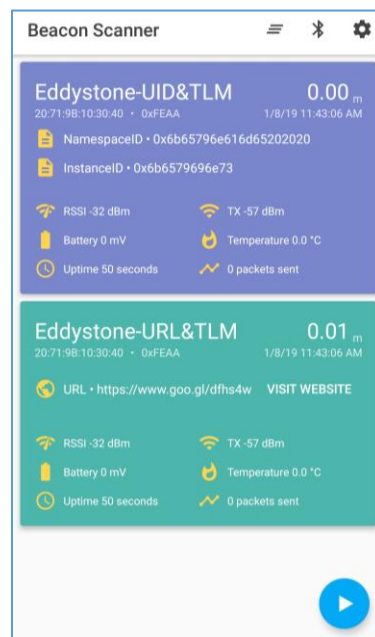 Beacon Scanner
Eddystone-UID&TLM 0.00 m
20:71:9B:10:30:40 • 0xFEAA 1/8/19 11:43:06 AM
NamespaceID • 0x6b65796e616d65202020
InstanceID • 0x6b6579696e73
RSSI -32 dBm TX -57 dBm
Battery 0 mV Temperature 0.0 °C
Uptime 50 seconds 0 packets sent
Eddystone-URL&TLM 0.01 m
20:71:9B:10:30:40 • 0xFEAA 1/8/19 11:43:06 AM
URL • https://www.goo.gl/dfhs4w VISIT WEBSITE
RSSI -32 dBm TX -57 dBm
Battery 0 mV Temperature 0.0 °C
Uptime 50 seconds 0 packets sent